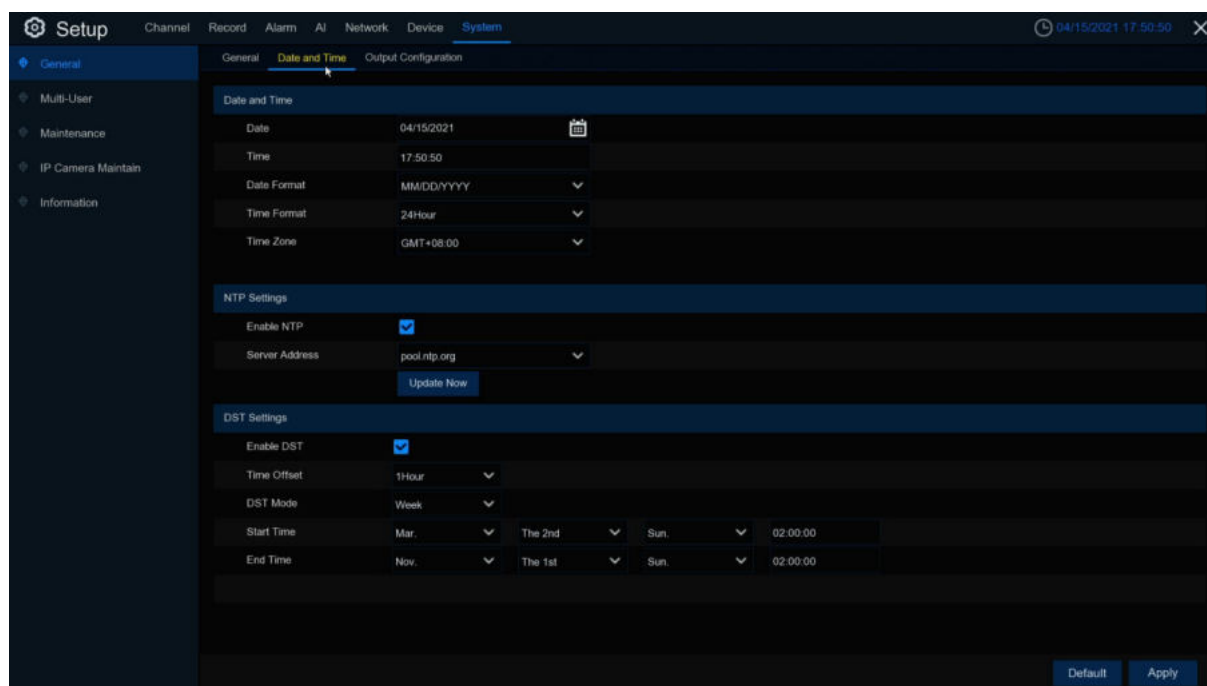 Setup Channel Record Alarm AI Network Device System 04/15/2021 17:50:50
General Date and Time Output Configuration
General
Multi-User
Maintenance
IP Camera Maintain
Information
Date and Time
Date 04/15/2021
Time 17:50:50
Date Format MM/DD/YYYY
Time Format 24Hour
Time Zone GMT+08:00
NTP Settings
Enable NTP
Server Address pool.ntp.org
Update Now
DST Settings
Enable DST
Time Offset 1Hour
DST Mode Week
Start Time Mar. The 2nd Sun. 02:00:00
End Time Nov. The 1st Sun. 02:00:00
Default Apply